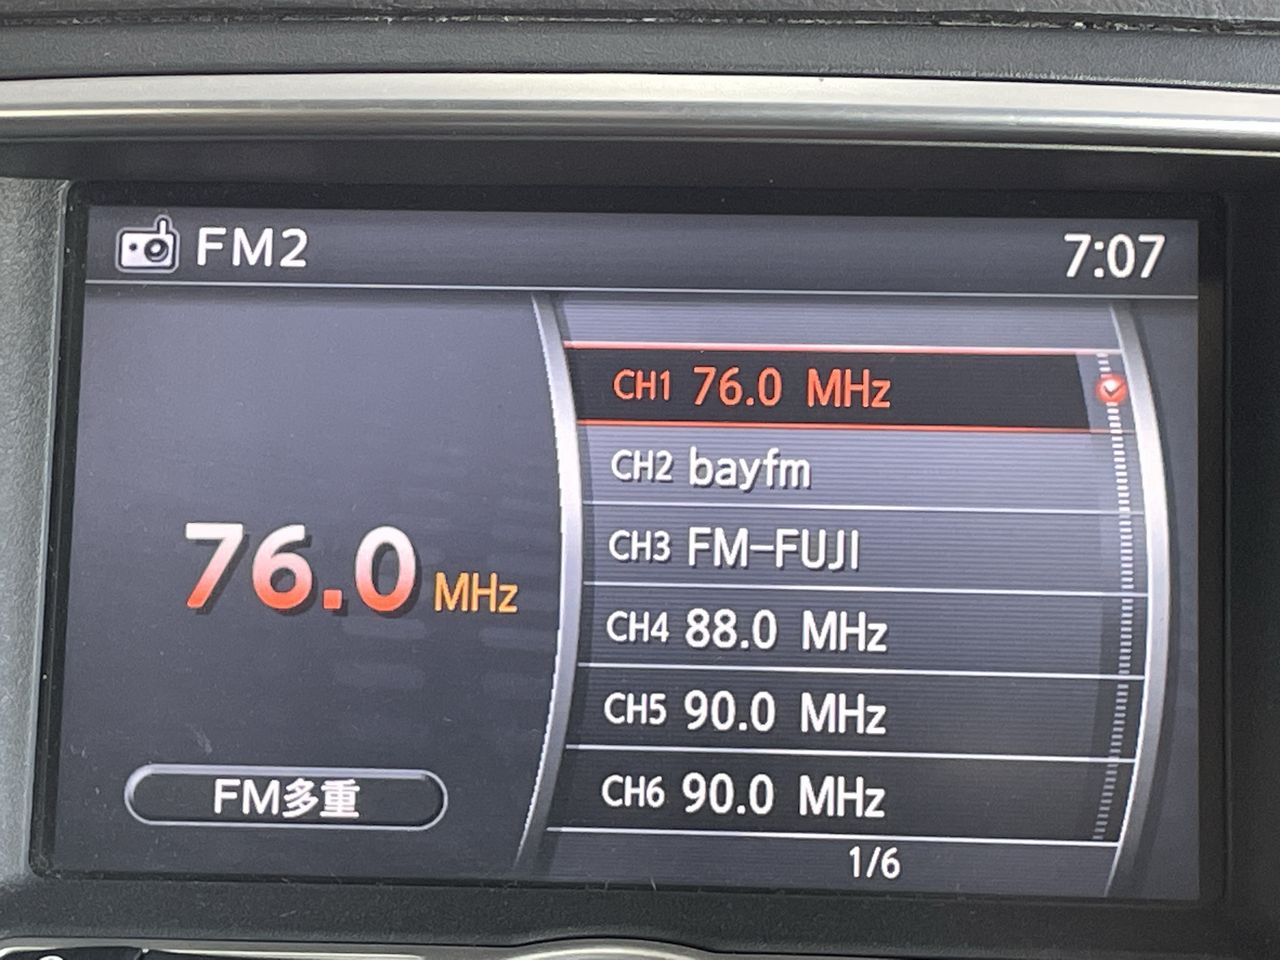 FM2
7:07
76.0 MHz
FM多重
CH1 76.0 MHz
CH2 bayfm
CH3 FM-FUJI
CH4 88.0 MHz
CH5 90.0 MHz
CH6 90.0 MHz
1/6